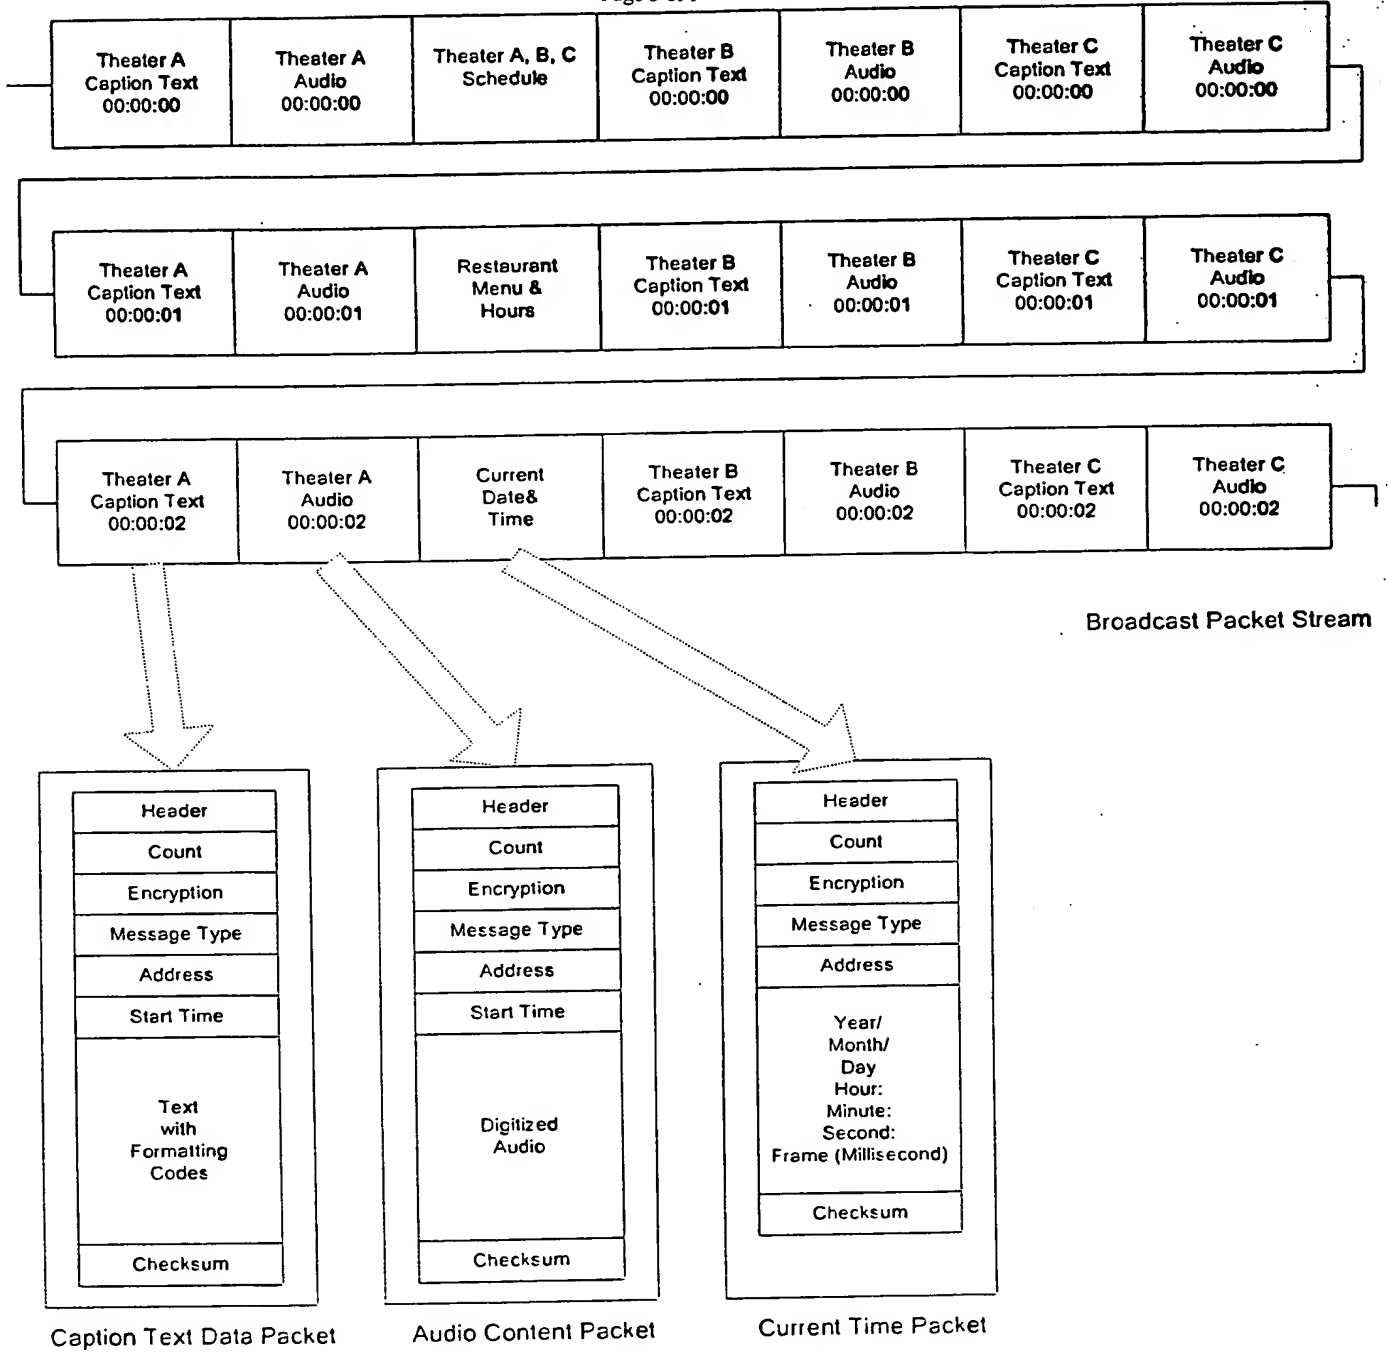 Theater A
Caption Text
00:00:00
Theater A
Audio
00:00:00
Theater A, B, C
Schedule
Theater B
Caption Text
00:00:00
Theater B
Audio
00:00:00
Theater C
Caption Text
00:00:00
Theater C
Audio
00:00:00
Theater A
Caption Text
00:00:01
Theater A
Audio
00:00:01
Restaurant
Menu &
Hours
Theater B
Caption Text
00:00:01
Theater B
Audio
00:00:01
Theater C
Caption Text
00:00:01
Theater C
Audio
00:00:01
Theater A
Caption Text
00:00:02
Theater A
Audio
00:00:02
Current
Date&
Time
Theater B
Caption Text
00:00:02
Theater B
Audio
00:00:02
Theater C
Caption Text
00:00:02
Theater C
Audio
00:00:02
Broadcast Packet Stream
Header
Count
Encryption
Message Type
Address
Start Time
Text
with
Formatting
Codes
Checksum
Caption Text Data Packet
Header
Count
Encryption
Message Type
Address
Start Time
Digitized
Audio
Checksum
Audio Content Packet
Header
Count
Encryption
Message Type
Address
Year/
Month/
Day
Hour:
Minute:
Second:
Frame (Millisecond)
Checksum
Current Time Packet